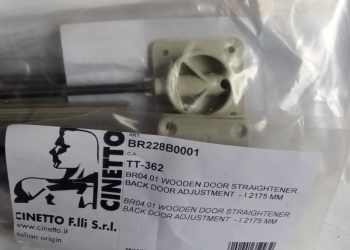 ART.
BR228B0001
C.A.
TT-362
BR04.01 WOODEN DOOR STRAIGHTENER
BACK DOOR ADJUSTMENT - l 2175 MM
BR04.01 WOODEN DOOR STRAIGHTENER
BACK DOOR ADJUSTMENT - l 2175 MM
CINETTO
CINETTO F.lli S.r.l.
www.cinetto.it
Italian origin